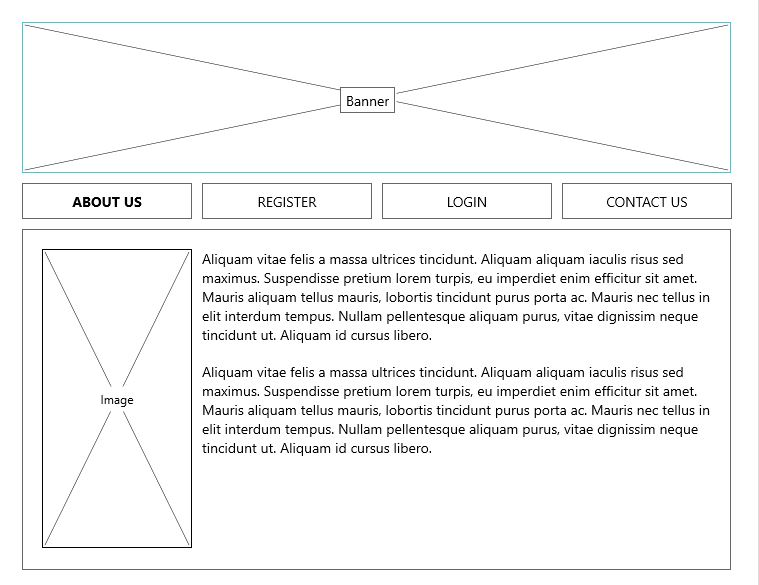 Banner
ABOUT US
REGISTER
LOGIN
CONTACT US
Aliquam vitae felis a massa ultrices tincidunt. Aliquam aliquam iaculis risus sed
maximus. Suspendisse pretium lorem turpis, eu imperdiet enim efficitur sit amet.
Mauris aliquam tellus mauris, lobortis tincidunt purus porta ac. Mauris nec tellus in
elit interdum tempus. Nullam pellentesque aliquam purus, vitae dignissim neque
tincidunt ut. Aliquam id cursus libero.
Aliquam vitae felis a massa ultrices tincidunt. Aliquam aliquam iaculis risus sed
maximus. Suspendisse pretium lorem turpis, eu imperdiet enim efficitur sit amet.
Mauris aliquam tellus mauris, lobortis tincidunt purus porta ac. Mauris nec tellus in
elit interdum tempus. Nullam pellentesque aliquam purus, vitae dignissim neque
tincidunt ut. Aliquam id cursus libero.
Image